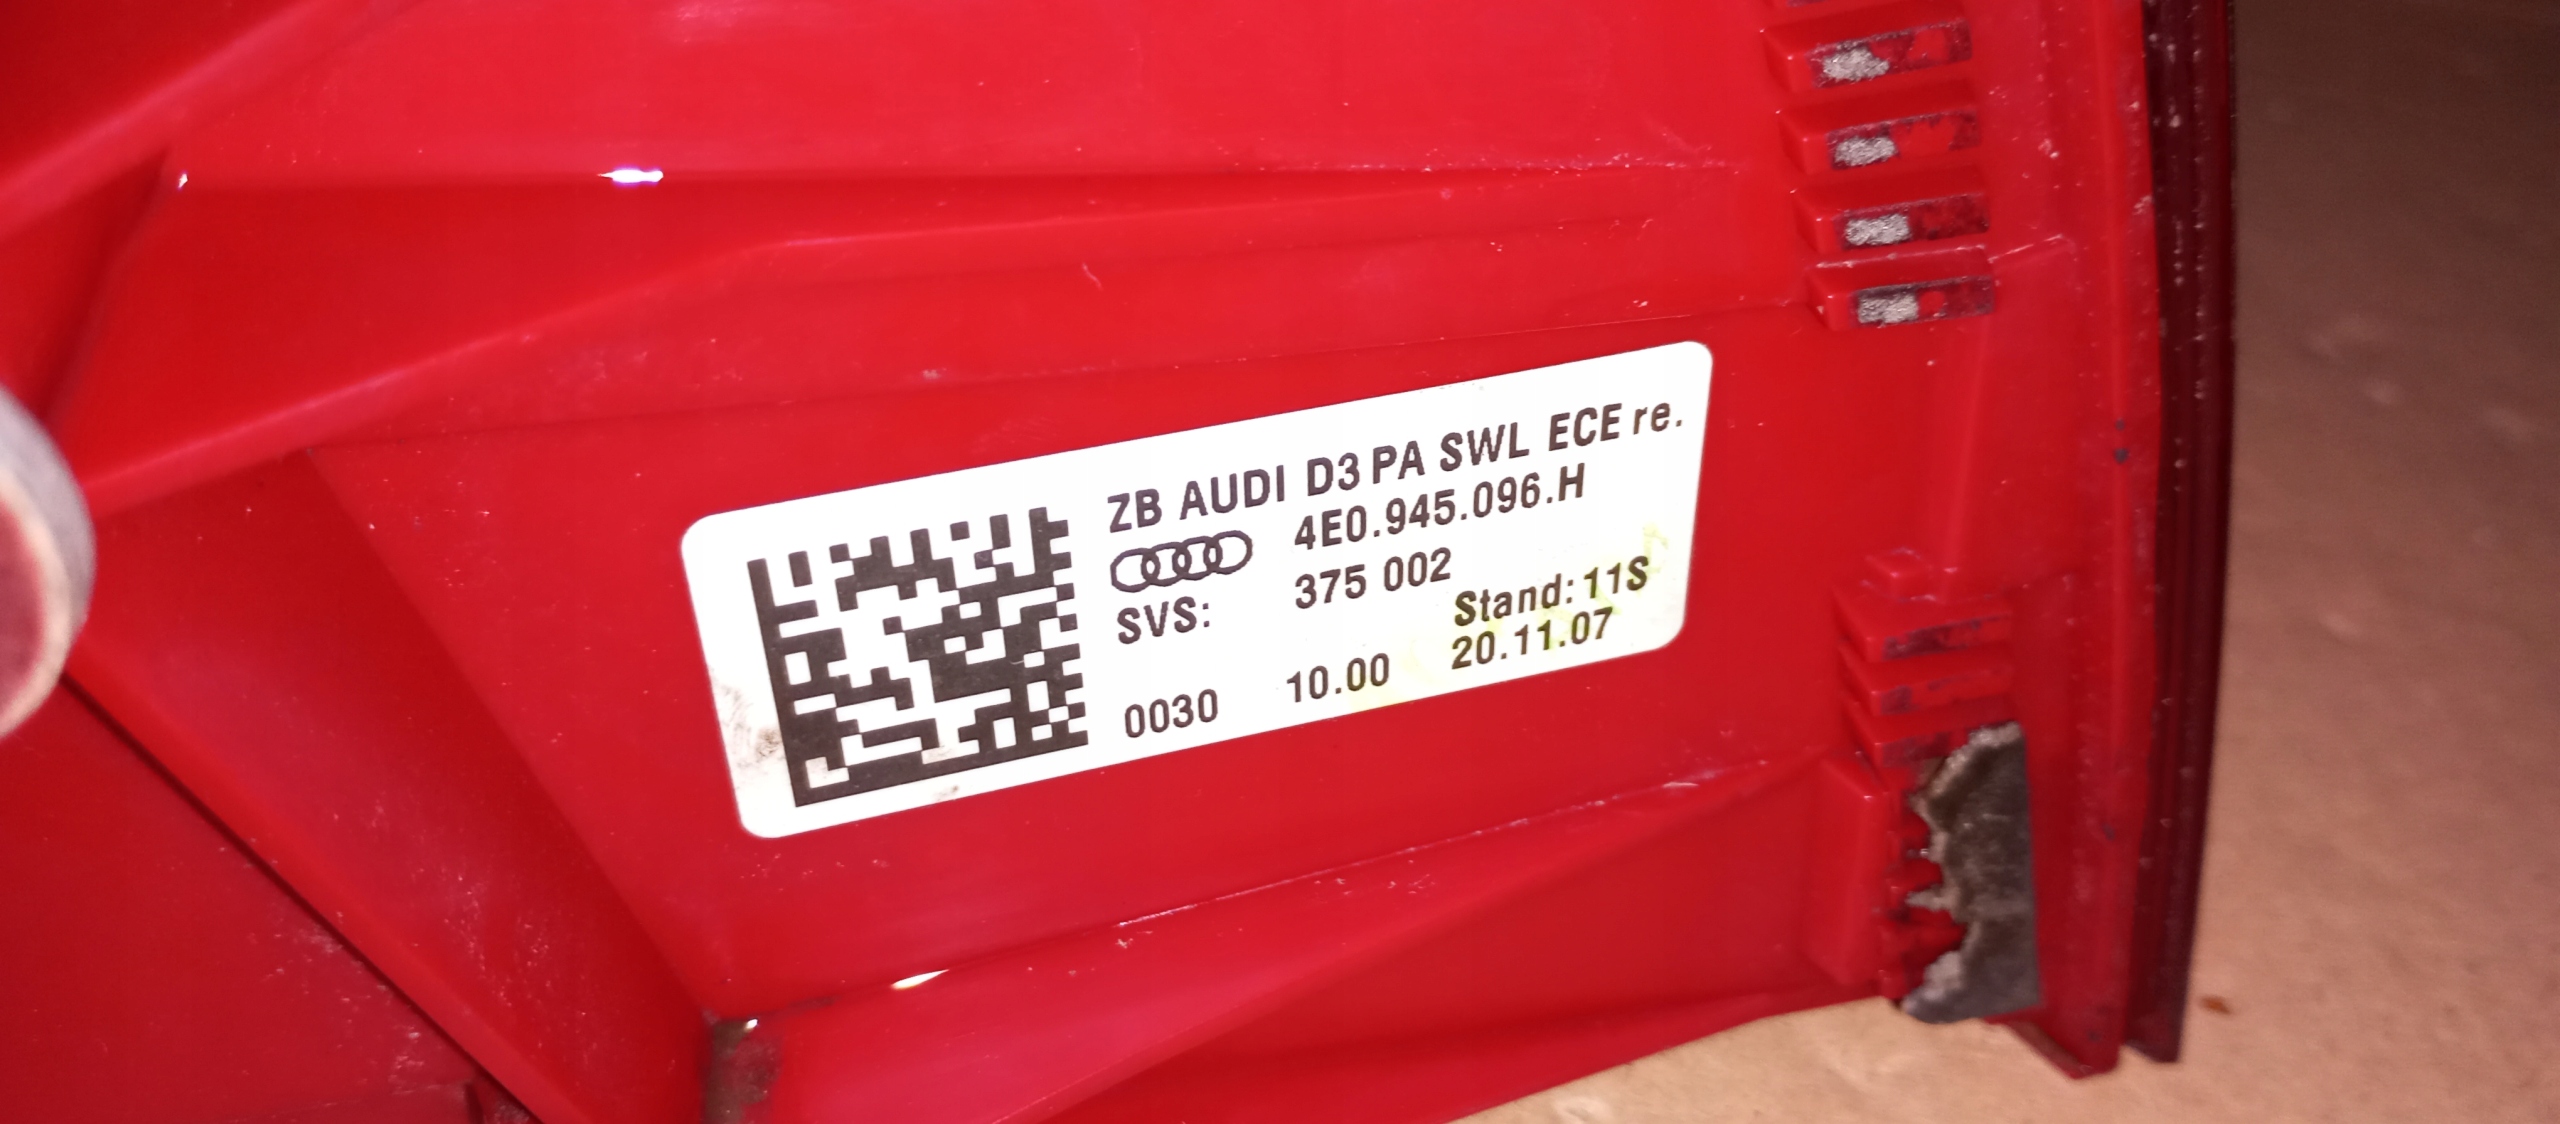 ZB AUDI D3 PA SWL ECE re.
4E0.945.096.H
SVS: 375 002
Stand: 11S
0030 10.00 20.11.07